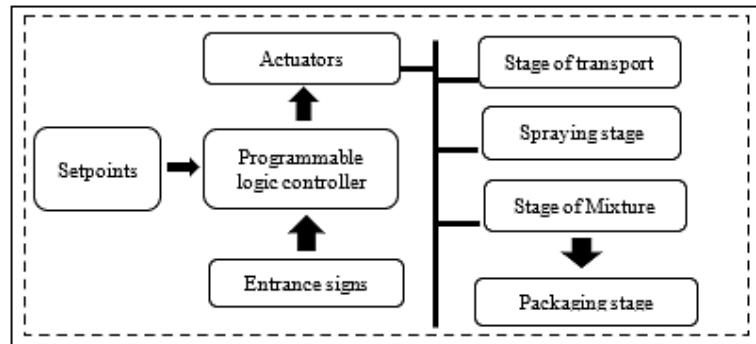 Actuators
Setpoints
Programmable
logic controller
Entrance signs
Stage of transport
Spraying stage
Stage of Mixture
Packaging stage